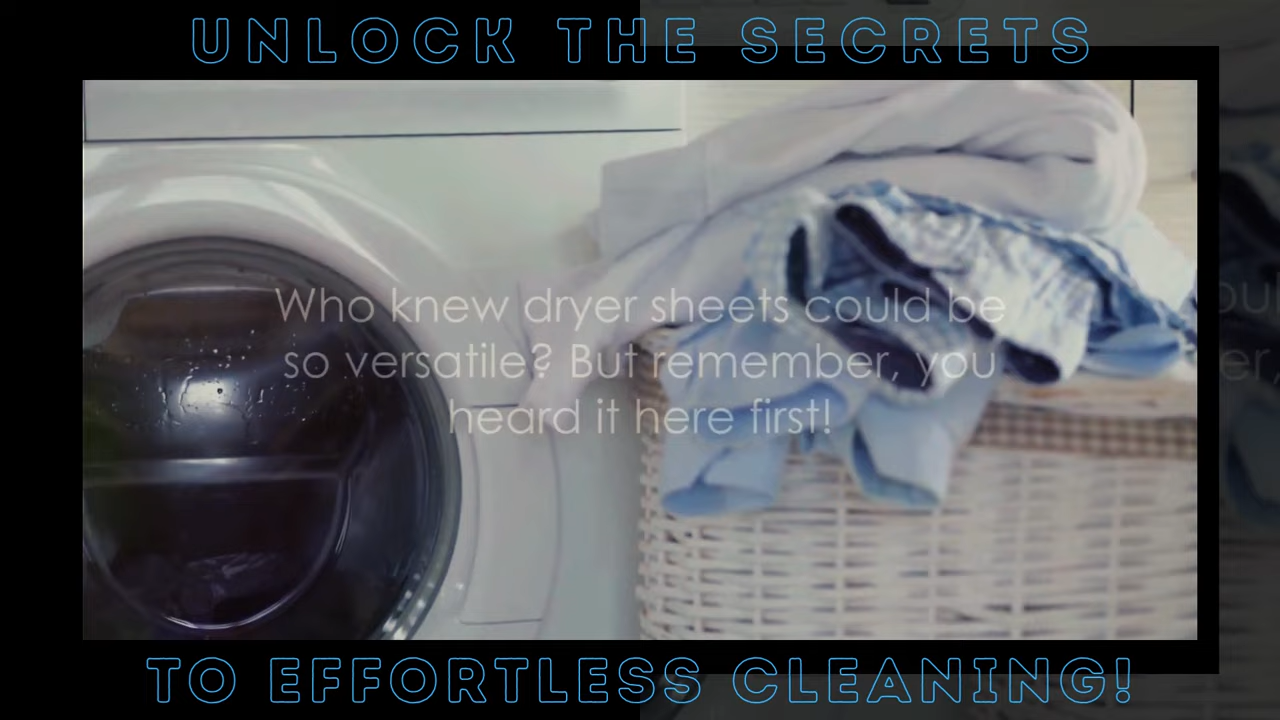 UNLOCK THE SECRETS
Who knew dryer sheets could be
so versatile? But remember, you
heard it here first!
TO EFFORTLESS CLEANING!